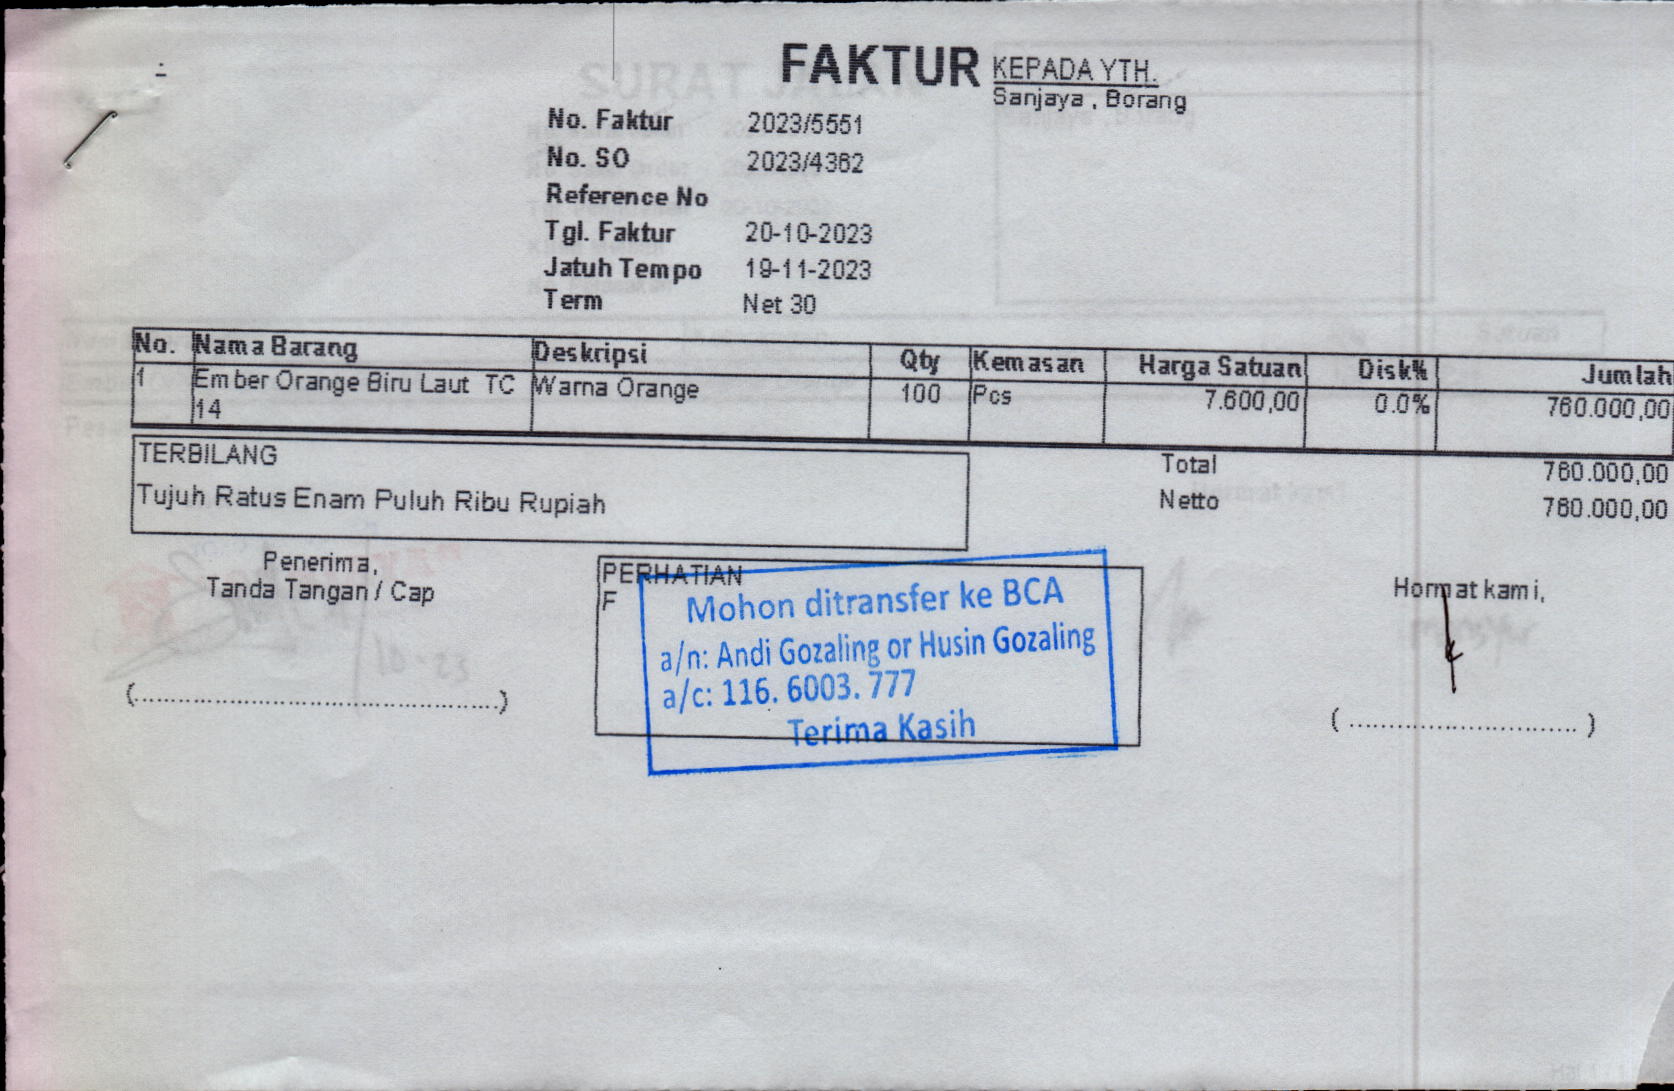 FAKTUR
KEPADA YTH.
Sanjaya , Borang
No. Faktur 2023/5551
No. SO 2023/4362
Reference No
Tgl. Faktur 20-10-2023
Jatuh Tempo 19-11-2023
Term Net 30
No. Nama Barang Deskripsi Qty Kemasan Harga Satuan Disk% Jumlah
1 Ember Orange Biru Laut TC Warna Orange 100 Pcs 7.600,00 0.0% 760.000,00
14
TERBILANG
Tujuh Ratus Enam Puluh Ribu Rupiah
Total 760.000,00
Netto 760.000,00
Penerima,
Tanda Tangan / Cap
(....................................................)
PERHATIAN
F
Mohon ditransfer ke BCA
a/n: Andi Gozaling or Husin Gozaling
a/c: 116. 6003. 777
Terima Kasih
Hormat kami,
( ................................ )